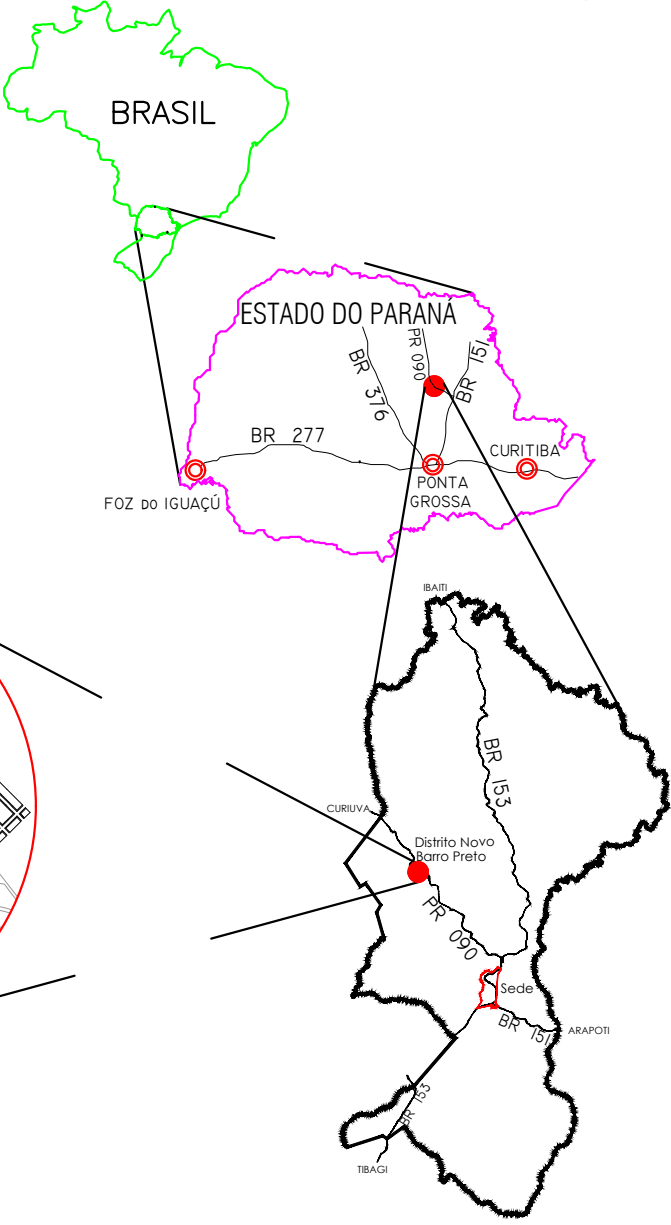 BRASIL
ESTADO DO PARANÁ
PR 090
BR 151
BR 376
BR 277
CURITIBA
PONTA
GROSSA
FOZ DO IGUAÇÚ
IBAITI
BR 153
CURIUVA
Distrito Novo
Barro Preto
PR 090
Sede
BR 151
ARAPOTI
BR 153
TIBAGI